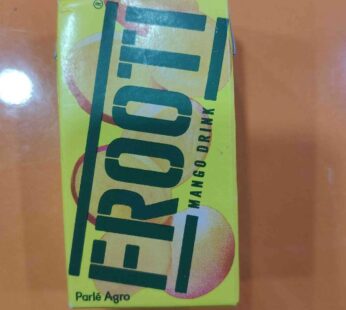 FROOTI
MANGO DRINK
Parlé Agro
®